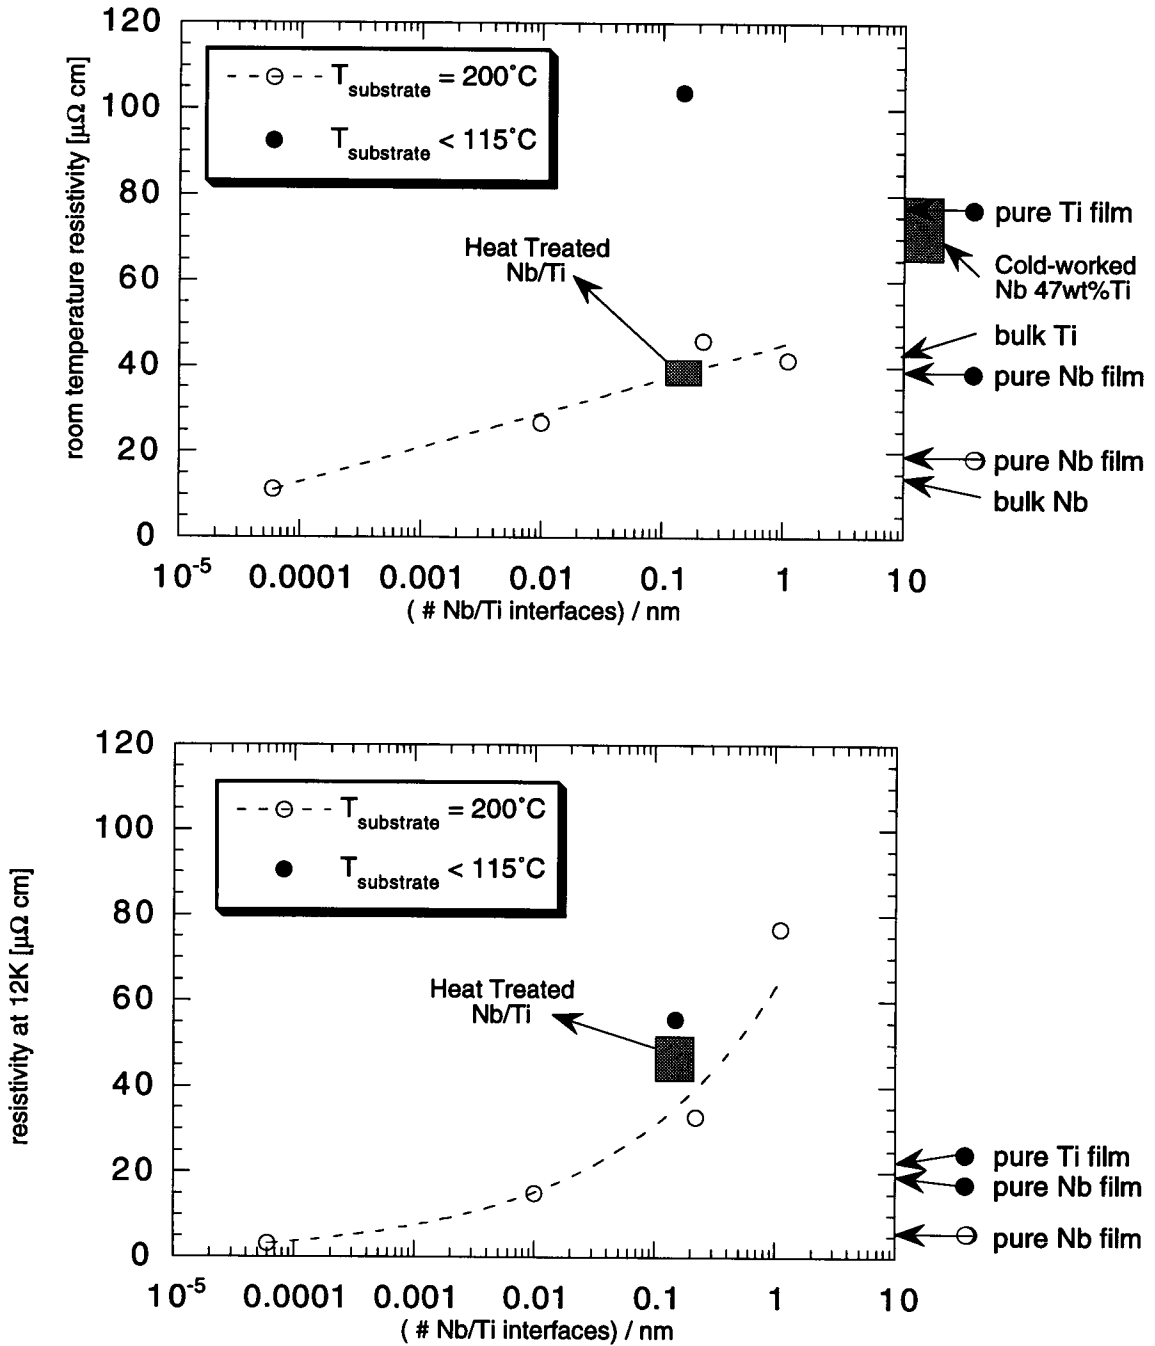 120
100
80
60
40
20
0
room temperature resistivity [μΩ cm]
T substrate = 200°C
T substrate < 115°C
Heat Treated
Nb/Ti
pure Ti film
Cold-worked
Nb 47wt%Ti
bulk Ti
pure Nb film
pure Nb film
bulk Nb
10-5 0.0001 0.001 0.01 0.1 1 10
( # Nb/Ti interfaces) / nm
120
100
80
60
40
20
0
resistivity at 12K [μΩ cm]
T substrate = 200°C
T substrate < 115°C
Heat Treated
Nb/Ti
pure Ti film
pure Nb film
pure Nb film
10-5 0.0001 0.001 0.01 0.1 1 10
( # Nb/Ti interfaces) / nm